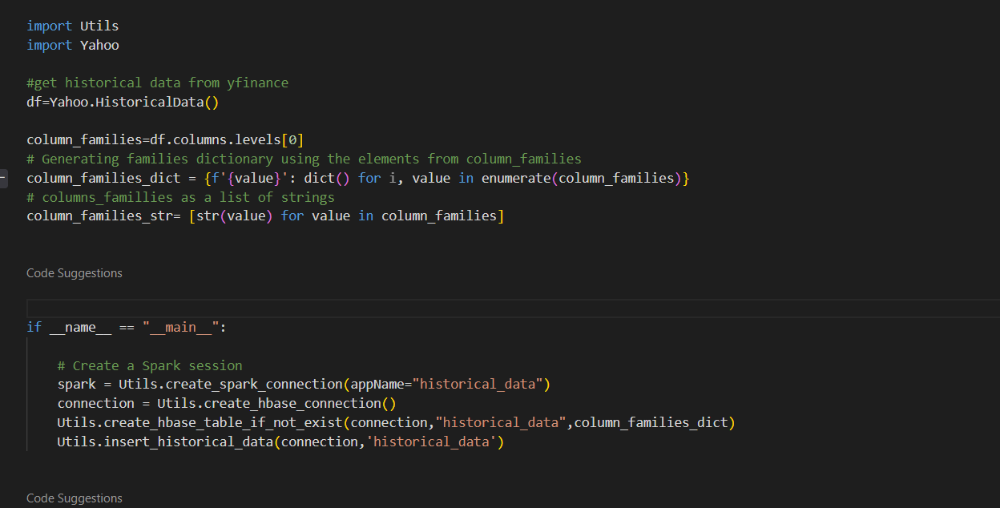 import Utils
import Yahoo
#get historical data from yfinance
df=Yahoo.HistoricalData()
column_families=df.columns.levels[0]
# Generating families dictionary using the elements from column_families
column_families_dict = {f'{value}': dict() for i, value in enumerate(column_families)}
# columns_famillies as a list of strings
column_families_str= [str(value) for value in column_families]
Code Suggestions
if __name__ == "__main__":
# Create a Spark session
spark = Utils.create_spark_connection(appName="historical_data")
connection = Utils.create_hbase_connection()
Utils.create_hbase_table_if_not_exist(connection,"historical_data",column_families_dict)
Utils.insert_historical_data(connection,'historical_data')
Code Suggestions